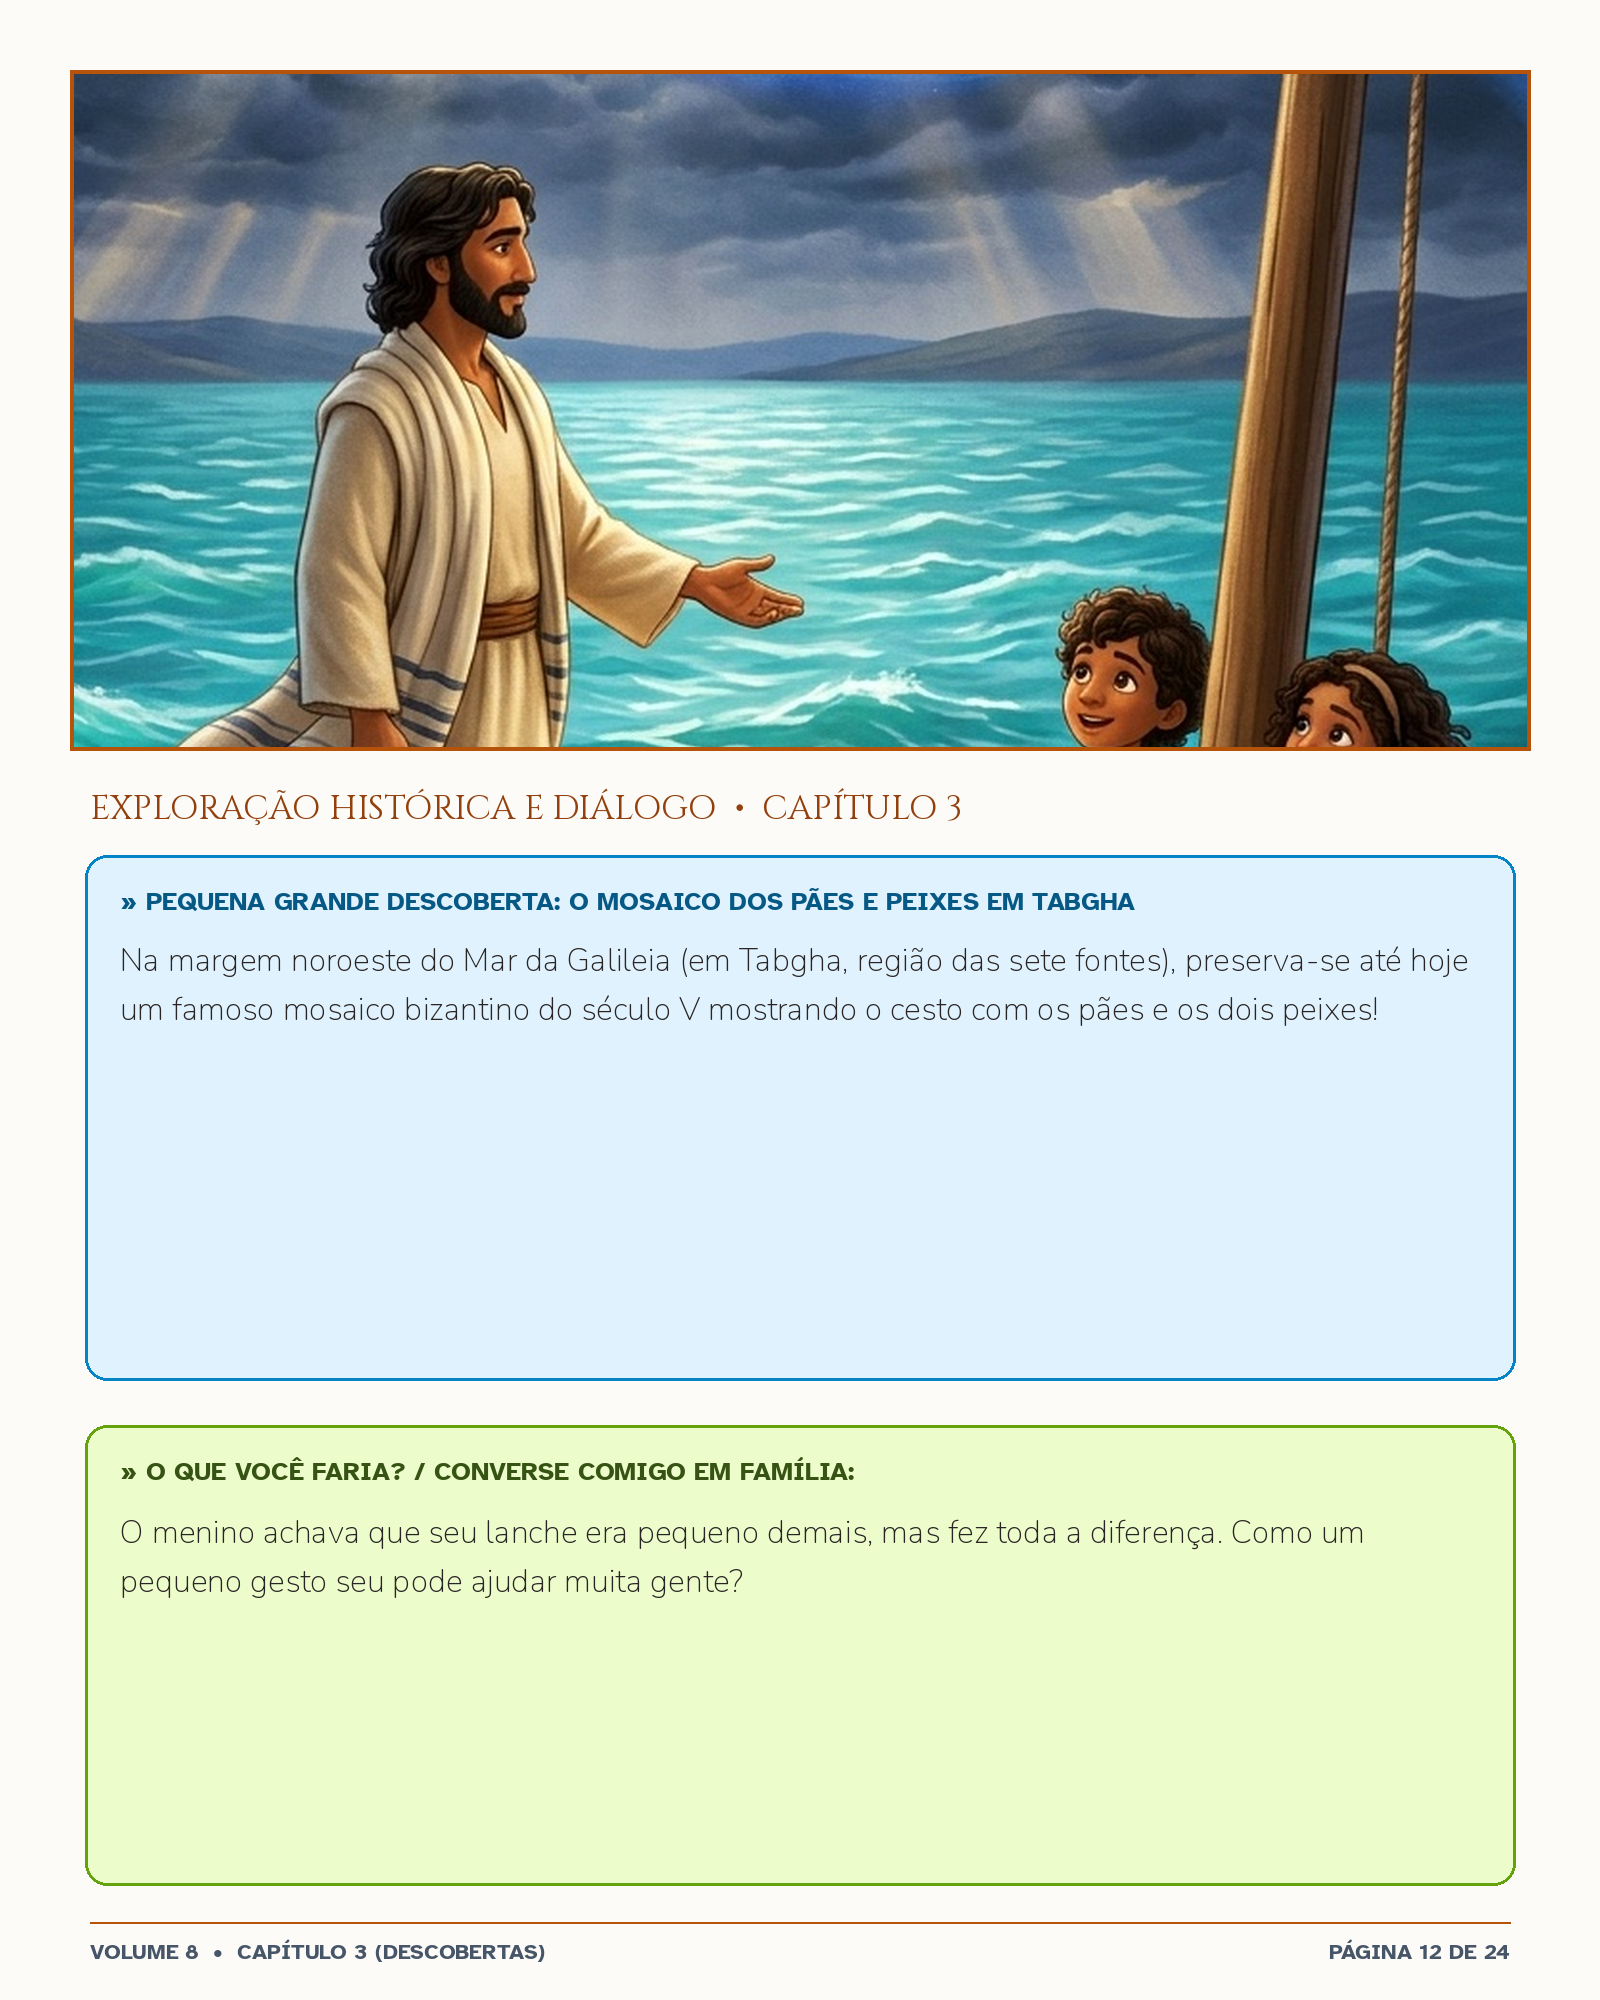 EXPLORAÇÃO HISTÓRICA E DIÁLOGO • CAPÍTULO 3
» PEQUENA GRANDE DESCOBERTA: O MOSAICO DOS PÃES E PEIXES EM TABGHA
Na margem noroeste do Mar da Galileia (em Tabgha, região das sete fontes), preserva-se até hoje
um famoso mosaico bizantino do século V mostrando o cesto com os pães e os dois peixes!
» O QUE VOCÊ FARIA? / CONVERSE COMIGO EM FAMÍLIA:
O menino achava que seu lanche era pequeno demais, mas fez toda a diferença. Como um
pequeno gesto seu pode ajudar muita gente?
VOLUME 8 • CAPÍTULO 3 (DESCOBERTAS)
PÁGINA 12 DE 24